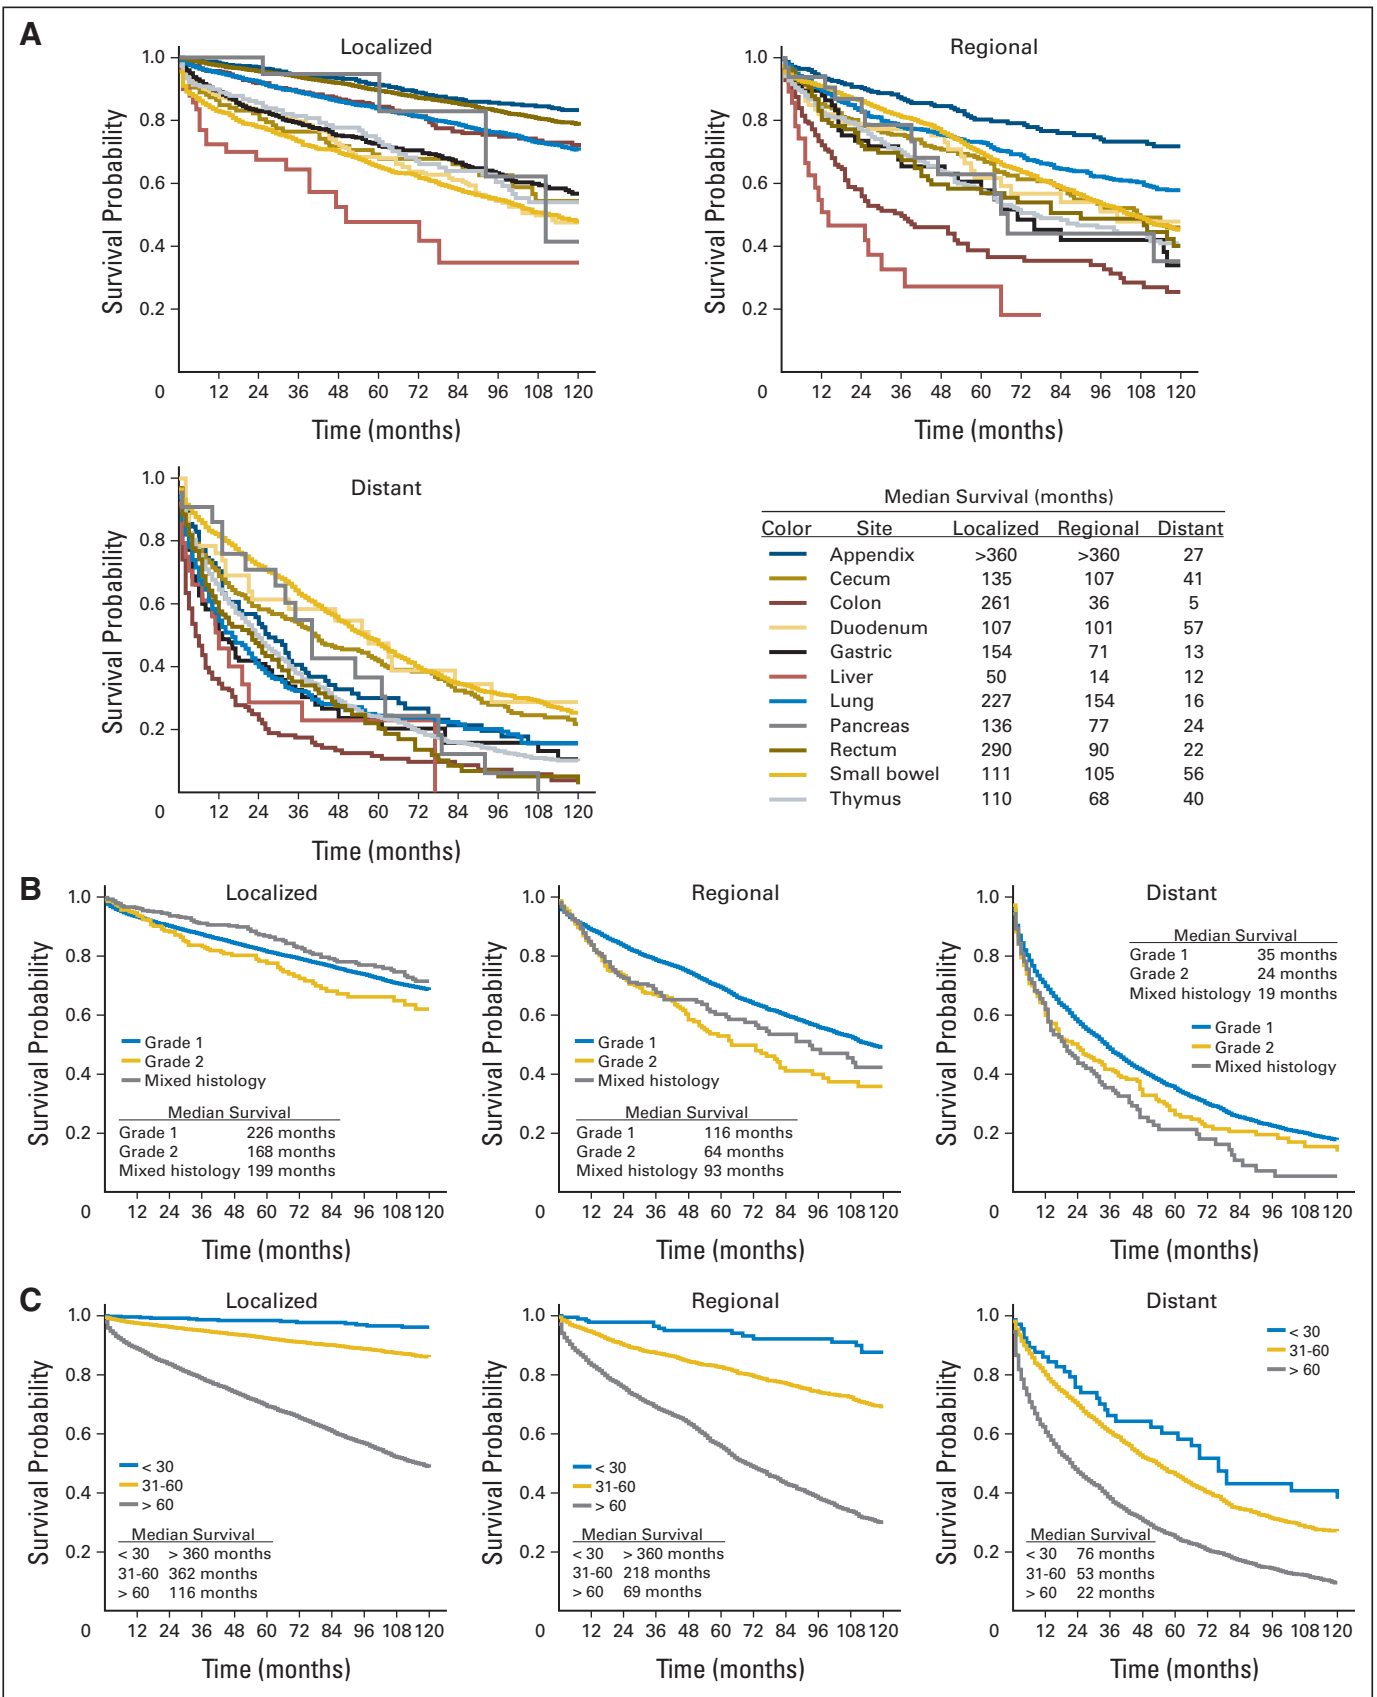 A
Localized
Survival Probability
1.0
0.8
0.6
0.4
0.2
0 12 24 36 48 60 72 84 96 108 120
Time (months)
Regional
Survival Probability
1.0
0.8
0.6
0.4
0.2
0 12 24 36 48 60 72 84 96 108 120
Time (months)
Distant
Survival Probability
1.0
0.8
0.6
0.4
0.2
0 12 24 36 48 60 72 84 96 108 120
Time (months)
Median Survival (months)
Color Site Localized Regional Distant
Appendix >360 >360 27
Cecum 135 107 41
Colon 261 36 5
Duodenum 107 101 57
Gastric 154 71 13
Liver 50 14 12
Lung 227 154 16
Pancreas 136 77 24
Rectum 290 90 22
Small bowel 111 105 56
Thymus 110 68 40
B
Localized
Survival Probability
1.0
0.8
0.6
0.4
0.2
Grade 1
Grade 2
Mixed histology
Median Survival
Grade 1 226 months
Grade 2 168 months
Mixed histology 199 months
0 12 24 36 48 60 72 84 96 108 120
Time (months)
Regional
Survival Probability
1.0
0.8
0.6
0.4
0.2
Grade 1
Grade 2
Mixed histology
Median Survival
Grade 1 116 months
Grade 2 64 months
Mixed histology 93 months
0 12 24 36 48 60 72 84 96 108 120
Time (months)
Distant
Survival Probability
1.0
0.8
0.6
0.4
0.2
Median Survival
Grade 1 35 months
Grade 2 24 months
Mixed histology 19 months
Grade 1
Grade 2
Mixed histology
0 12 24 36 48 60 72 84 96 108 120
Time (months)
C
Localized
Survival Probability
1.0
0.8
0.6
0.4
0.2
< 30
31-60
> 60
Median Survival
< 30 > 360 months
31-60 362 months
> 60 116 months
0 12 24 36 48 60 72 84 96 108 120
Time (months)
Regional
Survival Probability
1.0
0.8
0.6
0.4
0.2
< 30
31-60
> 60
Median Survival
< 30 > 360 months
31-60 218 months
> 60 69 months
0 12 24 36 48 60 72 84 96 108 120
Time (months)
Distant
Survival Probability
1.0
0.8
0.6
0.4
0.2
< 30
31-60
> 60
Median Survival
< 30 76 months
31-60 53 months
> 60 22 months
0 12 24 36 48 60 72 84 96 108 120
Time (months)